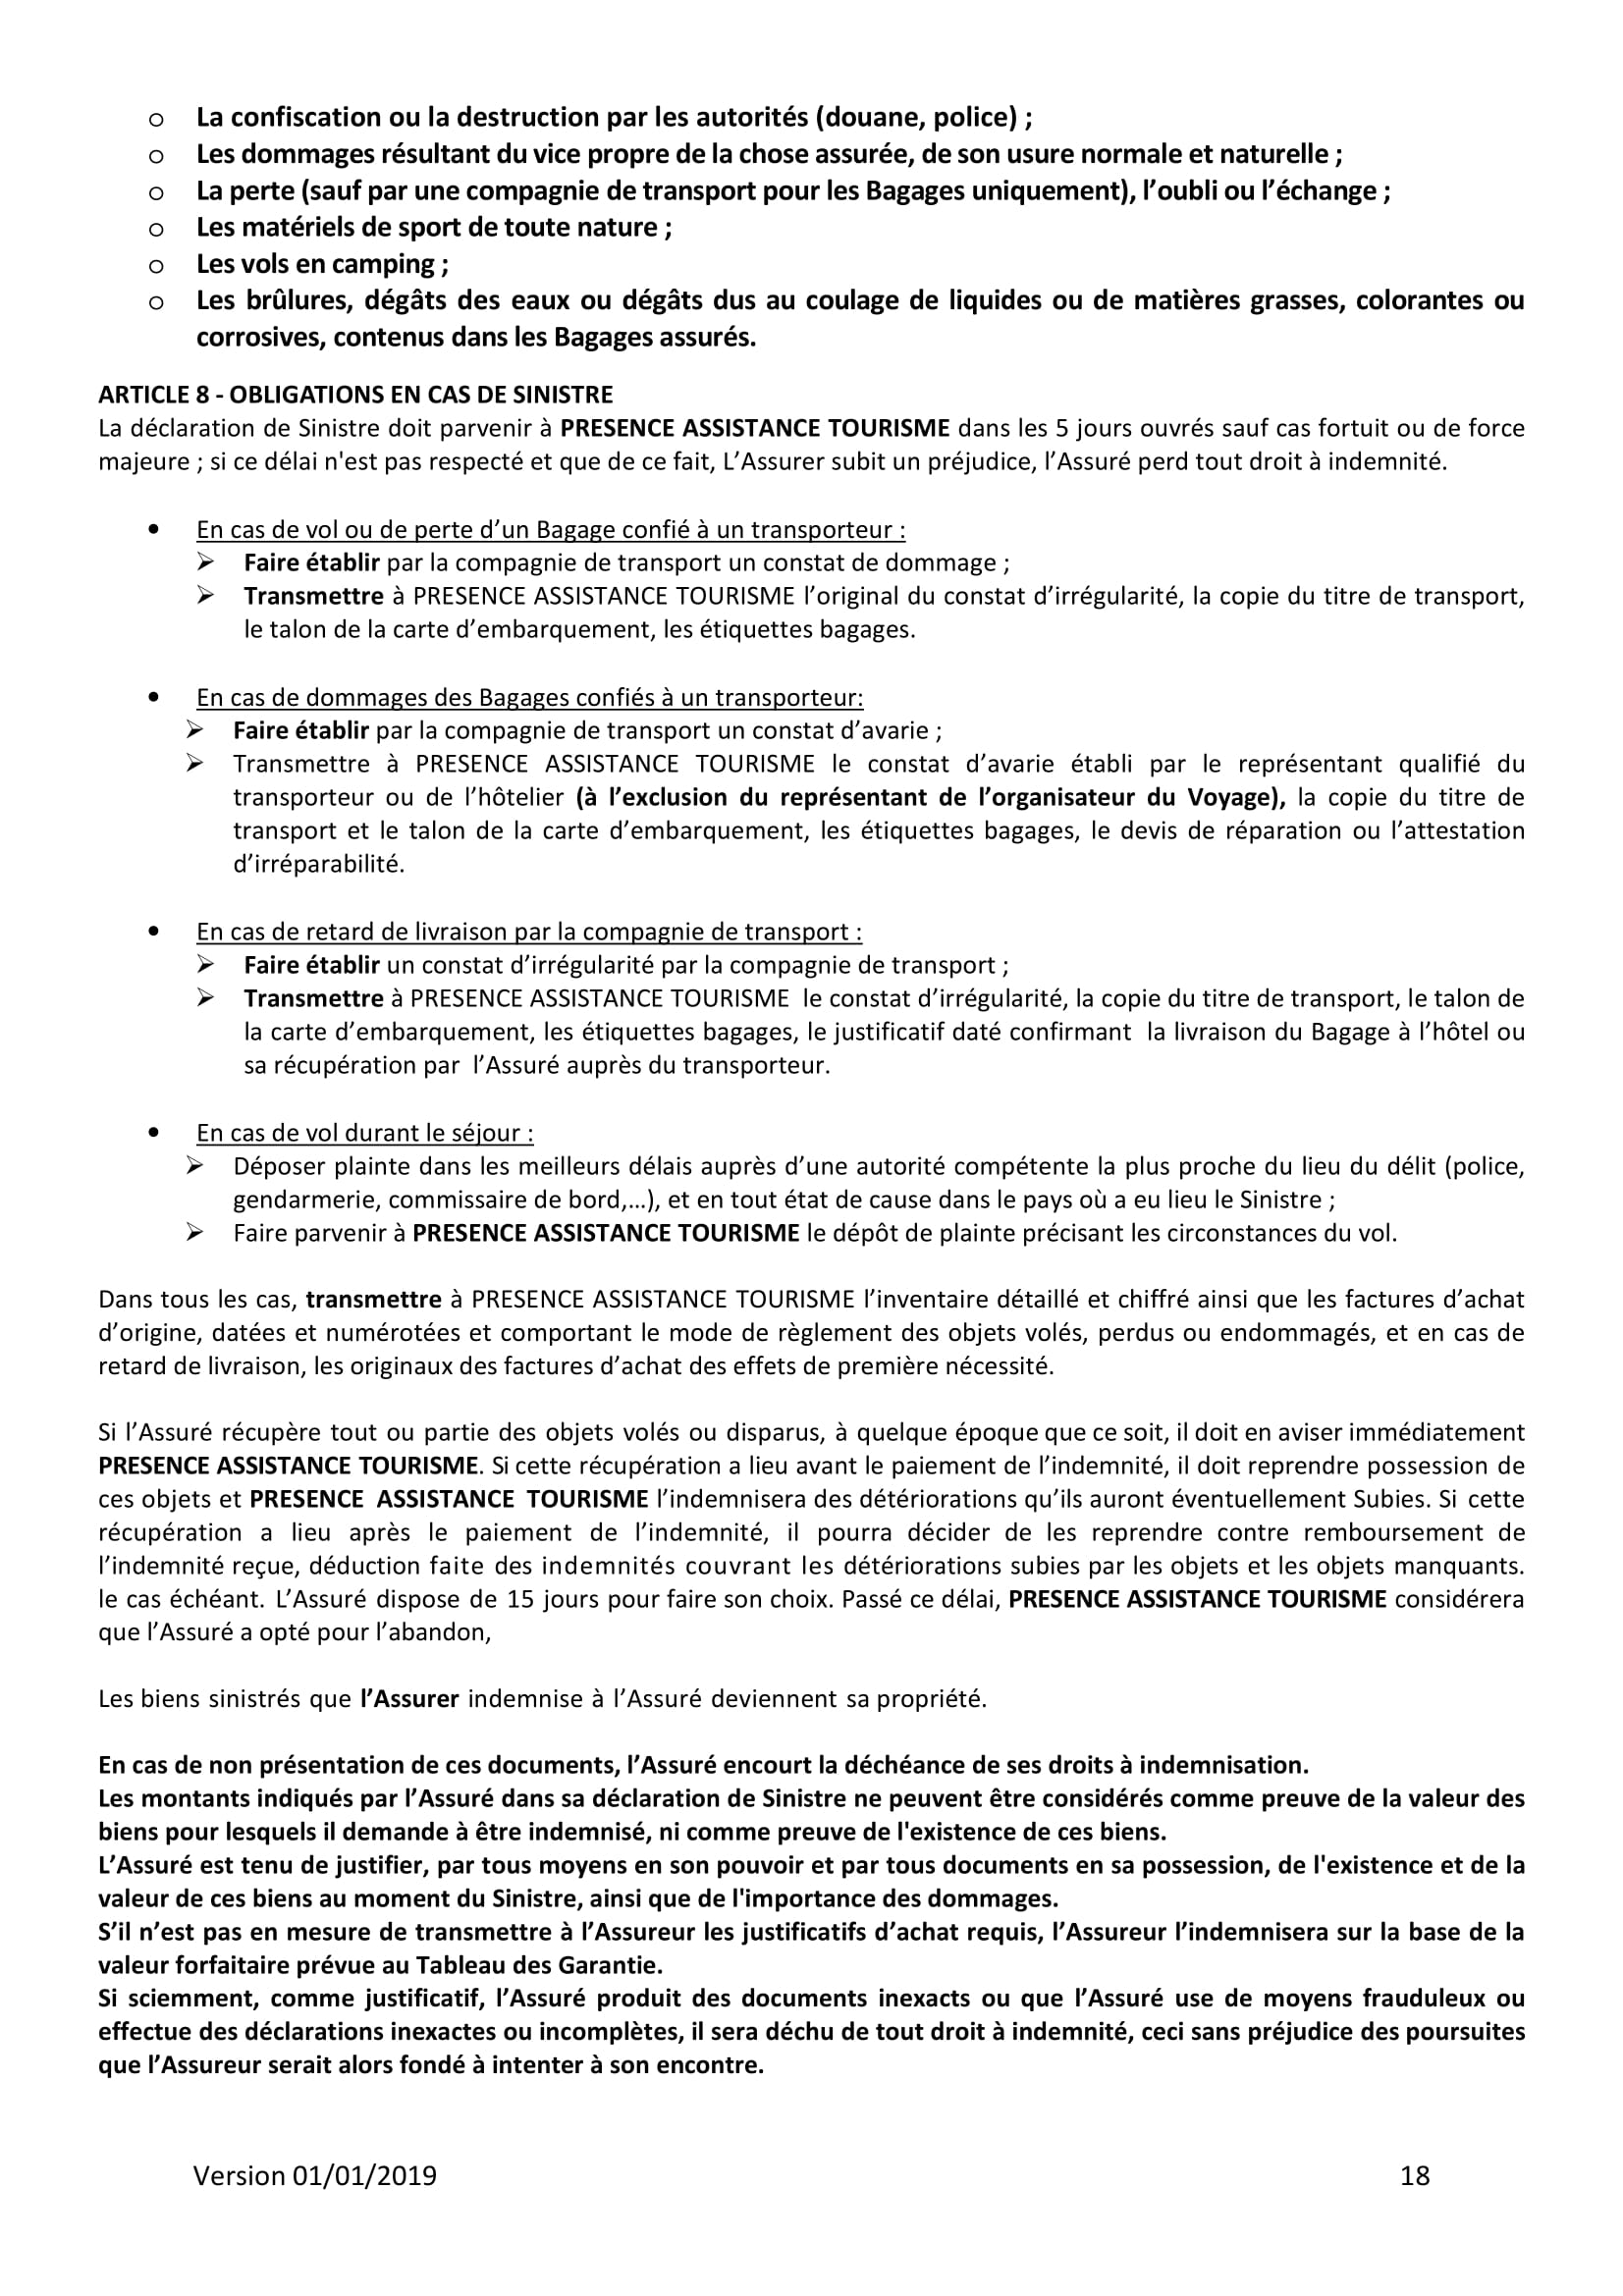 o La confiscation ou la destruction par les autorités (douane, police) ;
o Les dommages résultant du vice propre de la chose assurée, de son usure normale et naturelle ;
o La perte (sauf par une compagnie de transport pour les Bagages uniquement), l’oubli ou l’échange ;
o Les matériels de sport de toute nature ;
o Les vols en camping ;
o Les brûlures, dégâts des eaux ou dégâts dus au coulage de liquides ou de matières grasses, colorantes ou
corrosives, contenus dans les Bagages assurés.
ARTICLE 8 - OBLIGATIONS EN CAS DE SINISTRE
La déclaration de Sinistre doit parvenir à PRESENCE ASSISTANCE TOURISME dans les 5 jours ouvrés sauf cas fortuit ou de force
majeure ; si ce délai n'est pas respecté et que de ce fait, L’Assurer subit un préjudice, l’Assuré perd tout droit à indemnité.
• En cas de vol ou de perte d’un Bagage confié à un transporteur :
➢ Faire établir par la compagnie de transport un constat de dommage ;
➢ Transmettre à PRESENCE ASSISTANCE TOURISME l’original du constat d’irrégularité, la copie du titre de transport,
le talon de la carte d’embarquement, les étiquettes bagages.
• En cas de dommages des Bagages confiés à un transporteur:
➢ Faire établir par la compagnie de transport un constat d’avarie ;
➢ Transmettre à PRESENCE ASSISTANCE TOURISME le constat d’avarie établi par le représentant qualifié du
transporteur ou de l’hôtelier (à l’exclusion du représentant de l’organisateur du Voyage), la copie du titre de
transport et le talon de la carte d’embarquement, les étiquettes bagages, le devis de réparation ou l’attestation
d’irréparabilité.
• En cas de retard de livraison par la compagnie de transport :
➢ Faire établir un constat d’irrégularité par la compagnie de transport ;
➢ Transmettre à PRESENCE ASSISTANCE TOURISME le constat d’irrégularité, la copie du titre de transport, le talon de
la carte d’embarquement, les étiquettes bagages, le justificatif daté confirmant la livraison du Bagage à l’hôtel ou
sa récupération par l’Assuré auprès du transporteur.
• En cas de vol durant le séjour :
➢ Déposer plainte dans les meilleurs délais auprès d’une autorité compétente la plus proche du lieu du délit (police,
gendarmerie, commissaire de bord,…), et en tout état de cause dans le pays où a eu lieu le Sinistre ;
➢ Faire parvenir à PRESENCE ASSISTANCE TOURISME le dépôt de plainte précisant les circonstances du vol.
Dans tous les cas, transmettre à PRESENCE ASSISTANCE TOURISME l’inventaire détaillé et chiffré ainsi que les factures d’achat
d’origine, datées et numérotées et comportant le mode de règlement des objets volés, perdus ou endommagés, et en cas de
retard de livraison, les originaux des factures d’achat des effets de première nécessité.
Si l’Assuré récupère tout ou partie des objets volés ou disparus, à quelque époque que ce soit, il doit en aviser immédiatement
PRESENCE ASSISTANCE TOURISME. Si cette récupération a lieu avant le paiement de l’indemnité, il doit reprendre possession de
ces objets et PRESENCE ASSISTANCE TOURISME l’indemnisera des détériorations qu’ils auront éventuellement Subies. Si cette
récupération a lieu après le paiement de l’indemnité, il pourra décider de les reprendre contre remboursement de
l’indemnité reçue, déduction faite des indemnités couvrant les détériorations subies par les objets et les objets manquants.
le cas échéant. L’Assuré dispose de 15 jours pour faire son choix. Passé ce délai, PRESENCE ASSISTANCE TOURISME considérera
que l’Assuré a opté pour l’abandon,
Les biens sinistrés que l’Assurer indemnise à l’Assuré deviennent sa propriété.
En cas de non présentation de ces documents, l’Assuré encourt la déchéance de ses droits à indemnisation.
Les montants indiqués par l’Assuré dans sa déclaration de Sinistre ne peuvent être considérés comme preuve de la valeur des
biens pour lesquels il demande à être indemnisé, ni comme preuve de l'existence de ces biens.
L’Assuré est tenu de justifier, par tous moyens en son pouvoir et par tous documents en sa possession, de l'existence et de la
valeur de ces biens au moment du Sinistre, ainsi que de l'importance des dommages.
S’il n’est pas en mesure de transmettre à l’Assureur les justificatifs d’achat requis, l’Assureur l’indemnisera sur la base de la
valeur forfaitaire prévue au Tableau des Garantie.
Si sciemment, comme justificatif, l’Assuré produit des documents inexacts ou que l’Assuré use de moyens frauduleux ou
effectue des déclarations inexactes ou incomplètes, il sera déchu de tout droit à indemnité, ceci sans préjudice des poursuites
que l’Assureur serait alors fondé à intenter à son encontre.
Version 01/01/2019 18